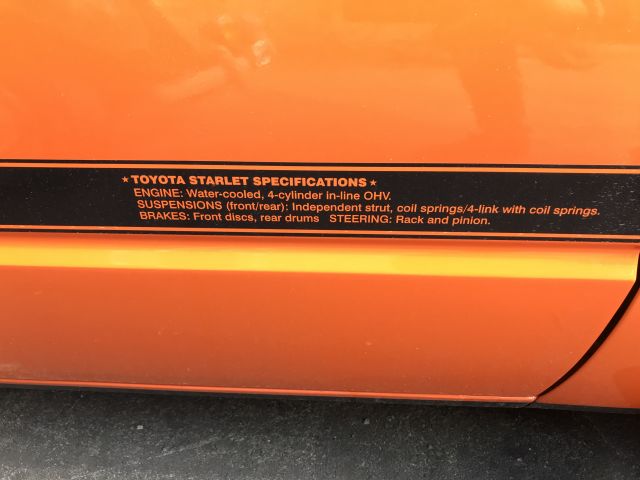 ★ TOYOTA STARLET SPECIFICATIONS ★
ENGINE: Water-cooled, 4-cylinder in-line OHV.
SUSPENSIONS (front/rear): Independent strut, coil springs/4-link with coil springs.
BRAKES: Front discs, rear drums STEERING: Rack and pinion.